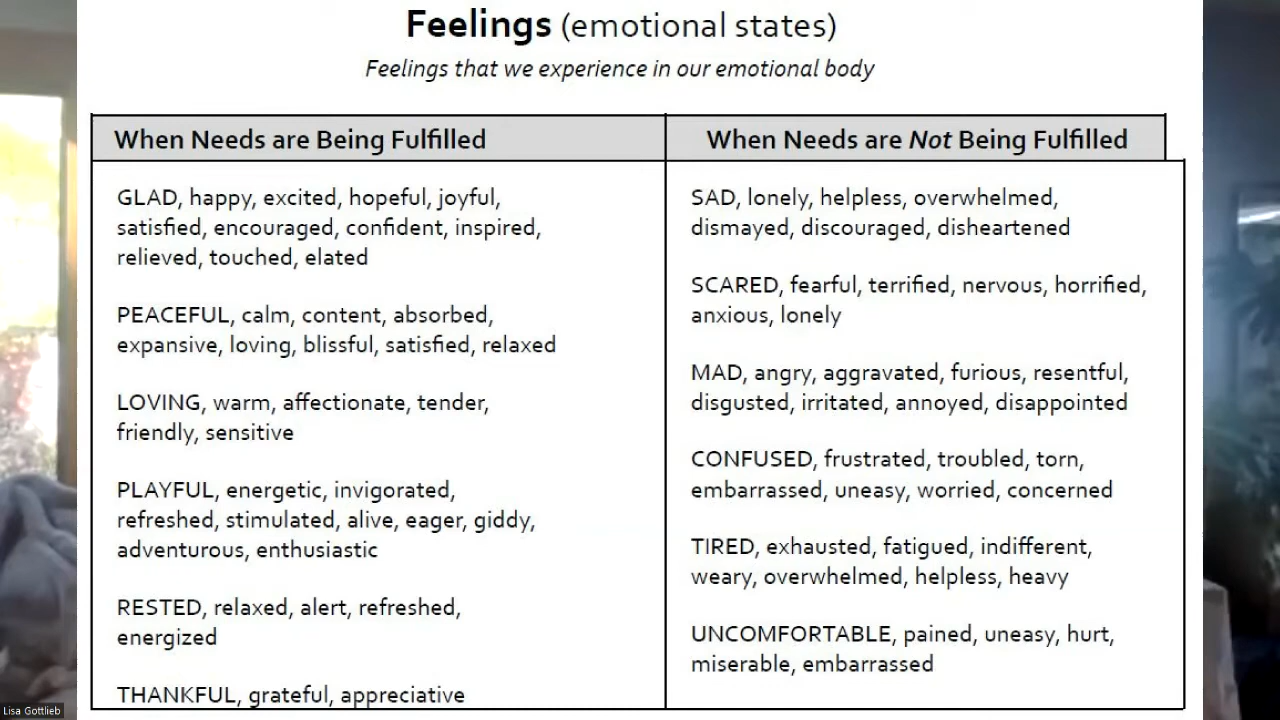 Feelings (emotional states)
Feelings that we experience in our emotional body
When Needs are Being Fulfilled
GLAD, happy, excited, hopeful, joyful,
satisfied, encouraged, confident, inspired,
relieved, touched, elated
PEACEFUL, calm, content, absorbed,
expansive, loving, blissful, satisfied, relaxed
LOVING, warm, affectionate, tender,
friendly, sensitive
PLAYFUL, energetic, invigorated,
refreshed, stimulated, alive, eager, giddy,
adventurous, enthusiastic
RESTED, relaxed, alert, refreshed,
energized
THANKFUL, grateful, appreciative
When Needs are Not Being Fulfilled
SAD, lonely, helpless, overwhelmed,
dismayed, discouraged, disheartened
SCARED, fearful, terrified, nervous, horrified,
anxious, lonely
MAD, angry, aggravated, furious, resentful,
disgusted, irritated, annoyed, disappointed
CONFUSED, frustrated, troubled, torn,
embarrassed, uneasy, worried, concerned
TIRED, exhausted, fatigued, indifferent,
weary, overwhelmed, helpless, heavy
UNCOMFORTABLE, pained, uneasy, hurt,
miserable, embarrassed
Lisa Gottlieb